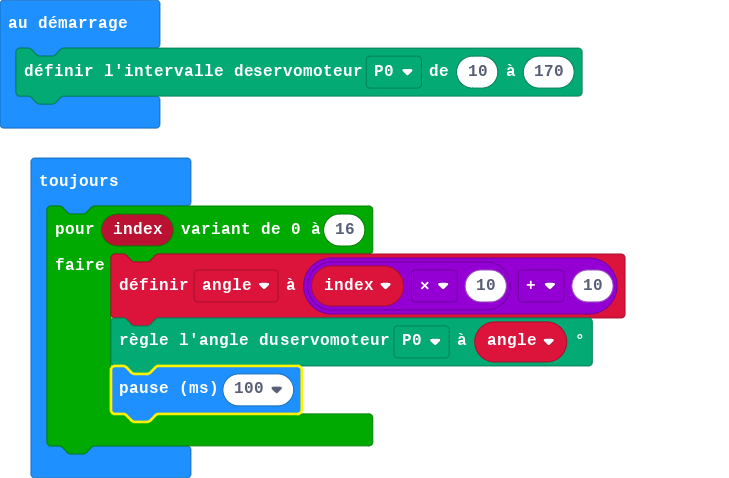 au démarrage
définir l'intervalle deservomoteur P0 de 10 à 170
toujours
pour index variant de 0 à 16
faire
définir angle à index × 10 + 10
règle l'angle duservomoteur P0 à angle °
pause (ms) 100